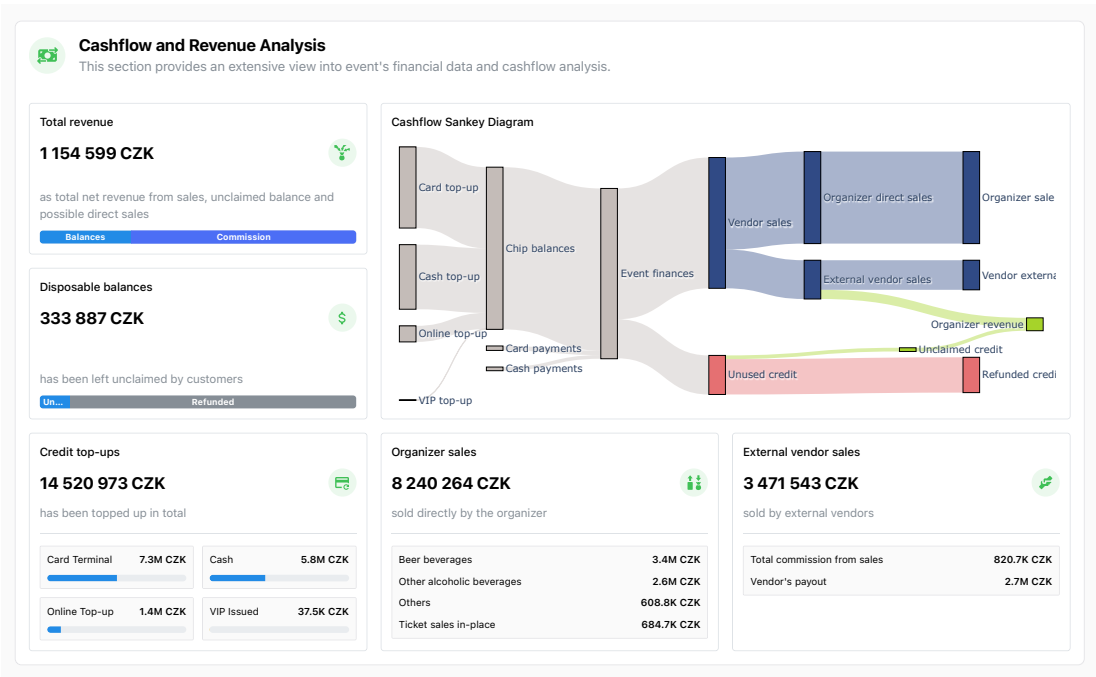 Cashflow and Revenue Analysis
This section provides an extensive view into event's financial data and cashflow analysis.
Total revenue
1 154 599 CZK
as total net revenue from sales, unclaimed balance and
possible direct sales
Balances
Commission
Disposable balances
333 887 CZK
has been left unclaimed by customers
Un...
Refunded
Cashflow Sankey Diagram
Card top-up
Cash top-up
Online top-up
VIP top-up
Chip balances
Card payments
Cash payments
Event finances
Vendor sales
Unused credit
Organizer direct sales
External vendor sales
Organizer sale
Vendor externa
Organizer revenue
Unclaimed credit
Refunded credi
Credit top-ups
14 520 973 CZK
has been topped up in total
Card Terminal 7.3M CZK
Cash 5.8M CZK
Online Top-up 1.4M CZK
VIP Issued 37.5K CZK
Organizer sales
8 240 264 CZK
sold directly by the organizer
Beer beverages 3.4M CZK
Other alcoholic beverages 2.6M CZK
Others 608.8K CZK
Ticket sales in-place 684.7K CZK
External vendor sales
3 471 543 CZK
sold by external vendors
Total commission from sales 820.7K CZK
Vendor's payout 2.7M CZK